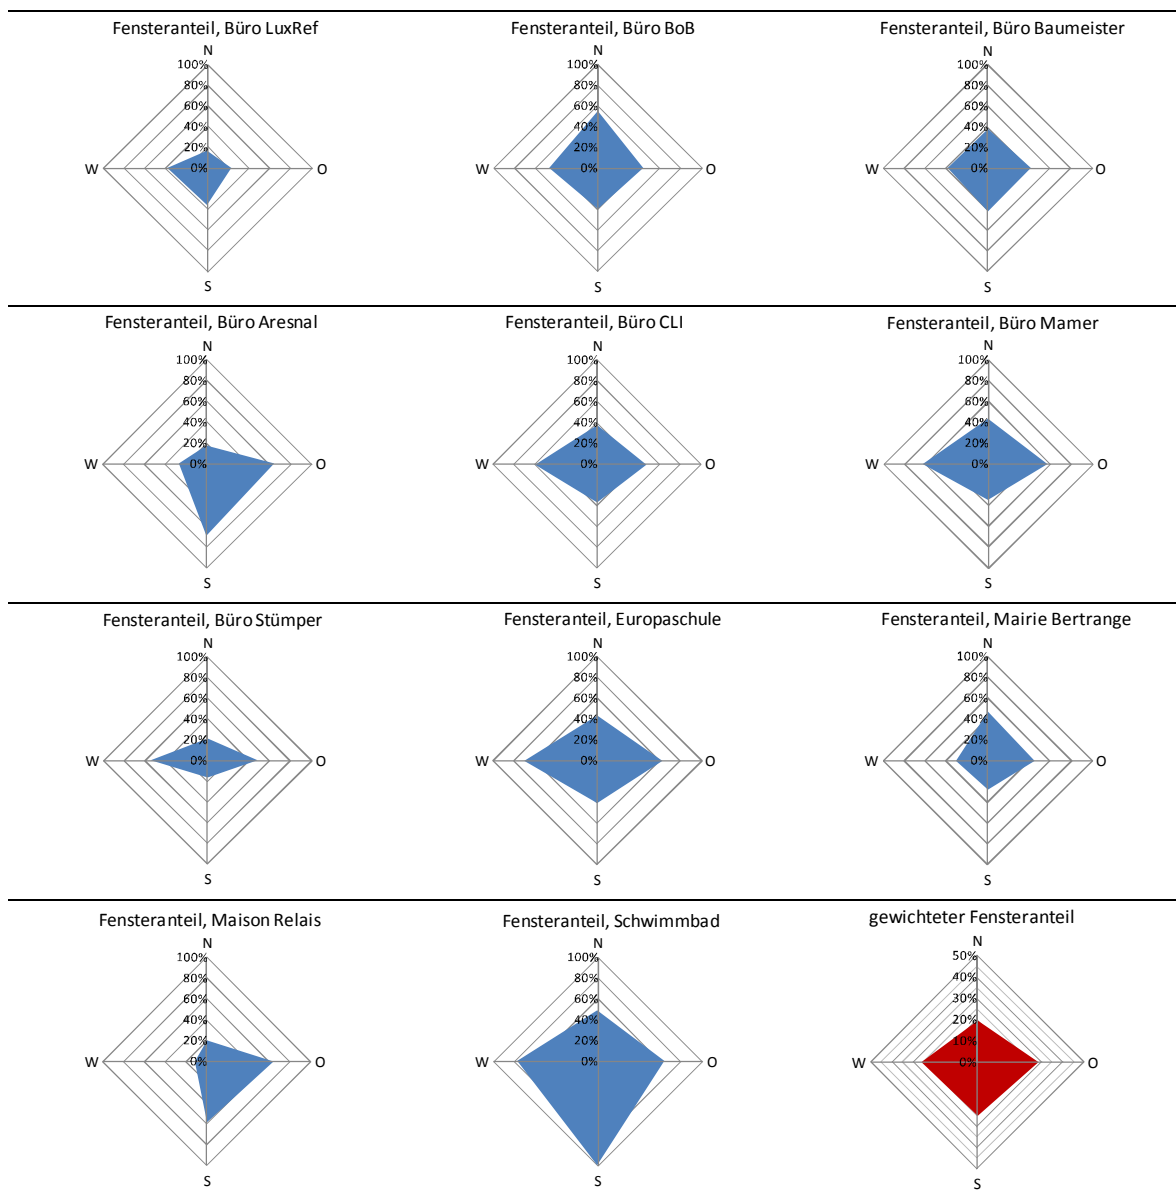 Fensteranteil, Büro LuxRef
N
100%
80%
60%
40%
20%
0%
W
O
S
Fensteranteil, Büro BoB
N
100%
80%
60%
40%
20%
0%
W
O
S
Fensteranteil, Büro Baumeister
N
100%
80%
60%
40%
20%
0%
W
O
S
Fensteranteil, Büro Aresnal
N
100%
80%
60%
40%
20%
0%
W
O
S
Fensteranteil, Büro CLI
N
100%
80%
60%
40%
20%
0%
W
O
S
Fensteranteil, Büro Mamer
N
100%
80%
60%
40%
20%
0%
W
O
S
Fensteranteil, Büro Stümper
N
100%
80%
60%
40%
20%
0%
W
O
S
Fensteranteil, Europaschule
N
100%
80%
60%
40%
20%
0%
W
O
S
Fensteranteil, Mairie Bertrange
N
100%
80%
60%
40%
20%
0%
W
O
S
Fensteranteil, Maison Relais
N
100%
80%
60%
40%
20%
0%
W
O
S
Fensteranteil, Schwimmbad
N
100%
80%
60%
40%
20%
0%
W
O
S
gewichteter Fensteranteil
N
50%
40%
30%
20%
10%
0%
W
O
S